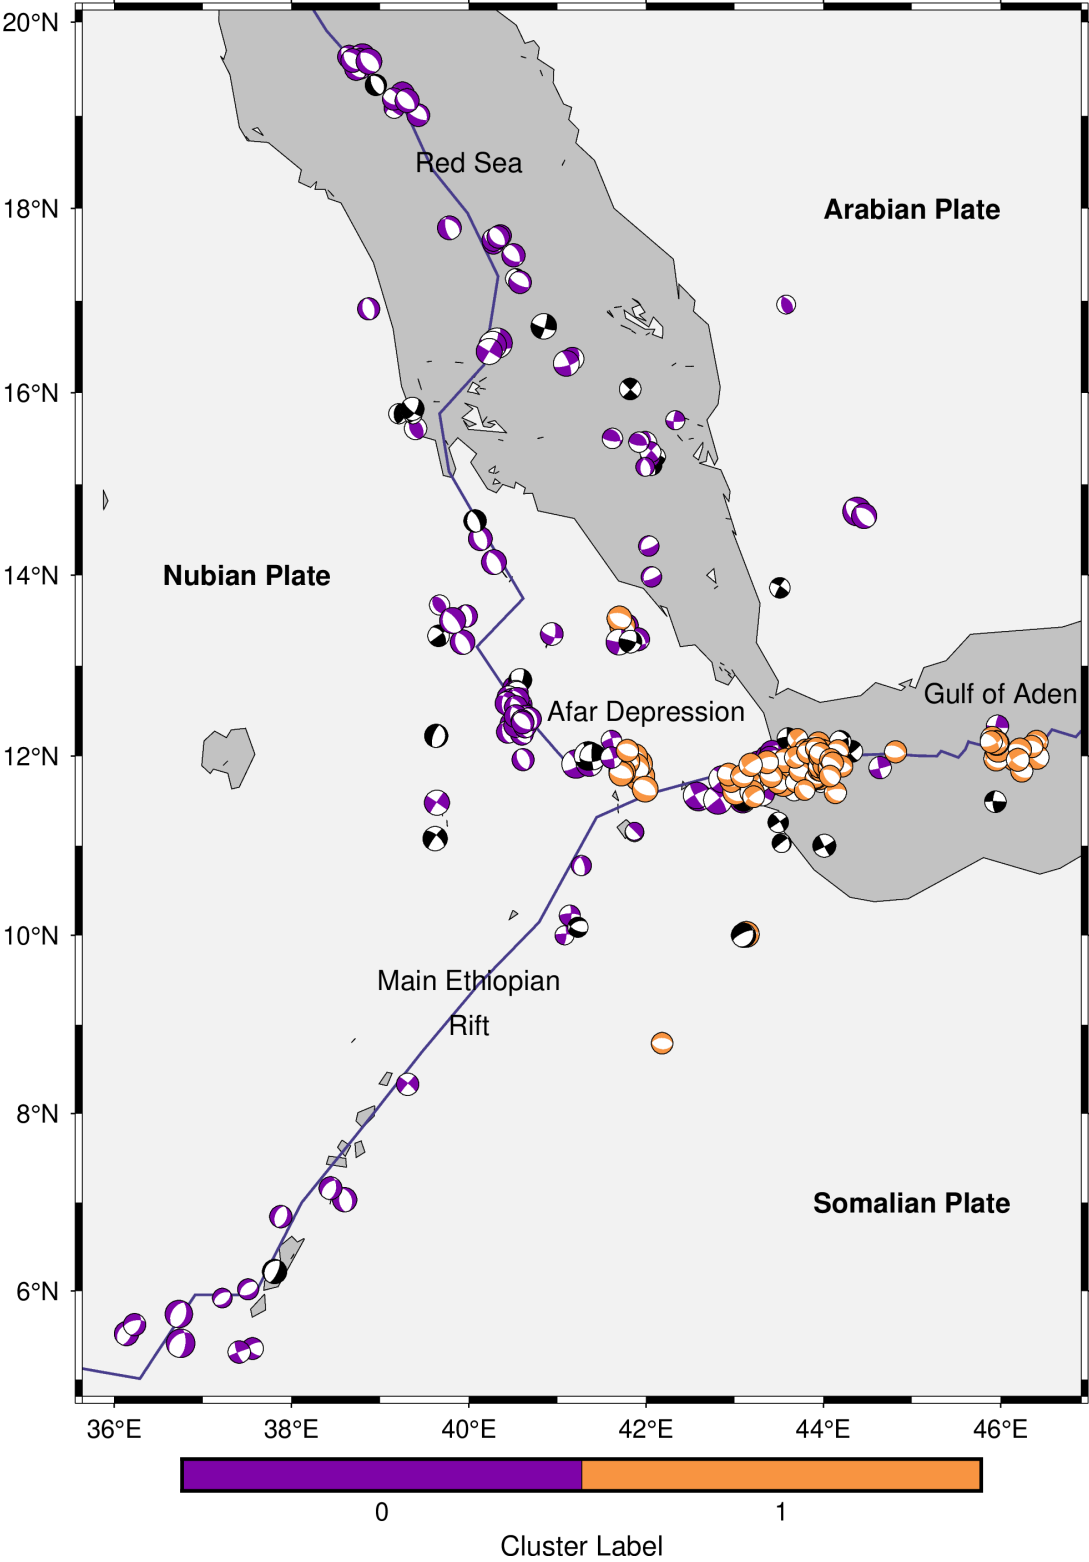 20°N
Red Sea
18°N
Arabian Plate
16°N
14°N
Nubian Plate
Gulf of Aden
Afar Depression
12°N
10°N
Main Ethiopian
Rift
8°N
Somalian Plate
6°N
36°E 38°E 40°E 42°E 44°E 46°E
0 1
Cluster Label